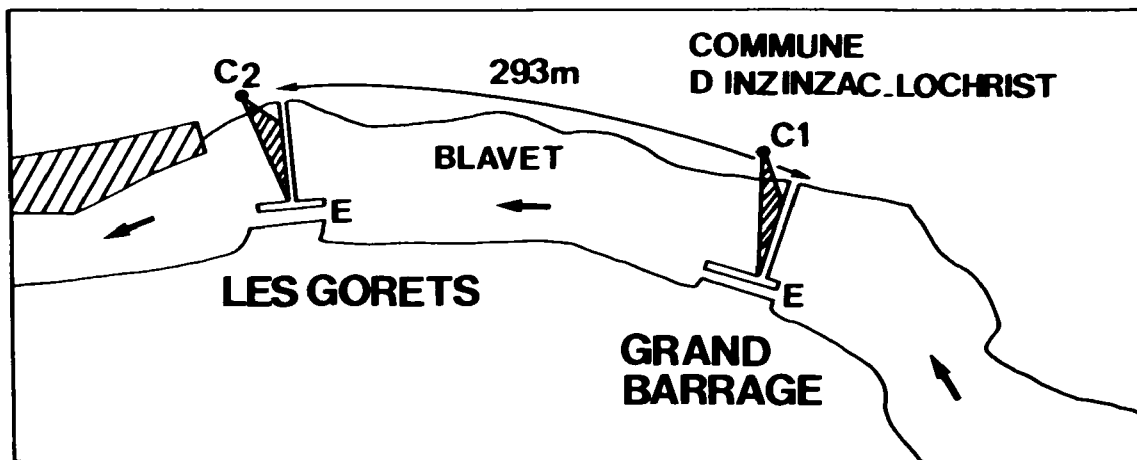 COMMUNE
D INZINZAC_LOCHRIST
C2
293m
C1
BLAVET
E
E
LES GORETS
GRAND
BARRAGE